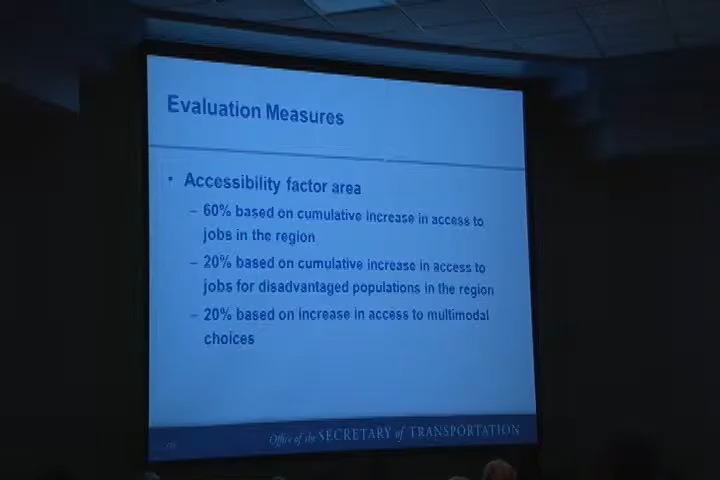 Evaluation Measures
• Accessibility factor area
– 60% based on cumulative increase in access to
jobs in the region
– 20% based on cumulative increase in access to
jobs for disadvantaged populations in the region
– 20% based on increase in access to multimodal
choices
Office of the SECRETARY of TRANSPORTATION